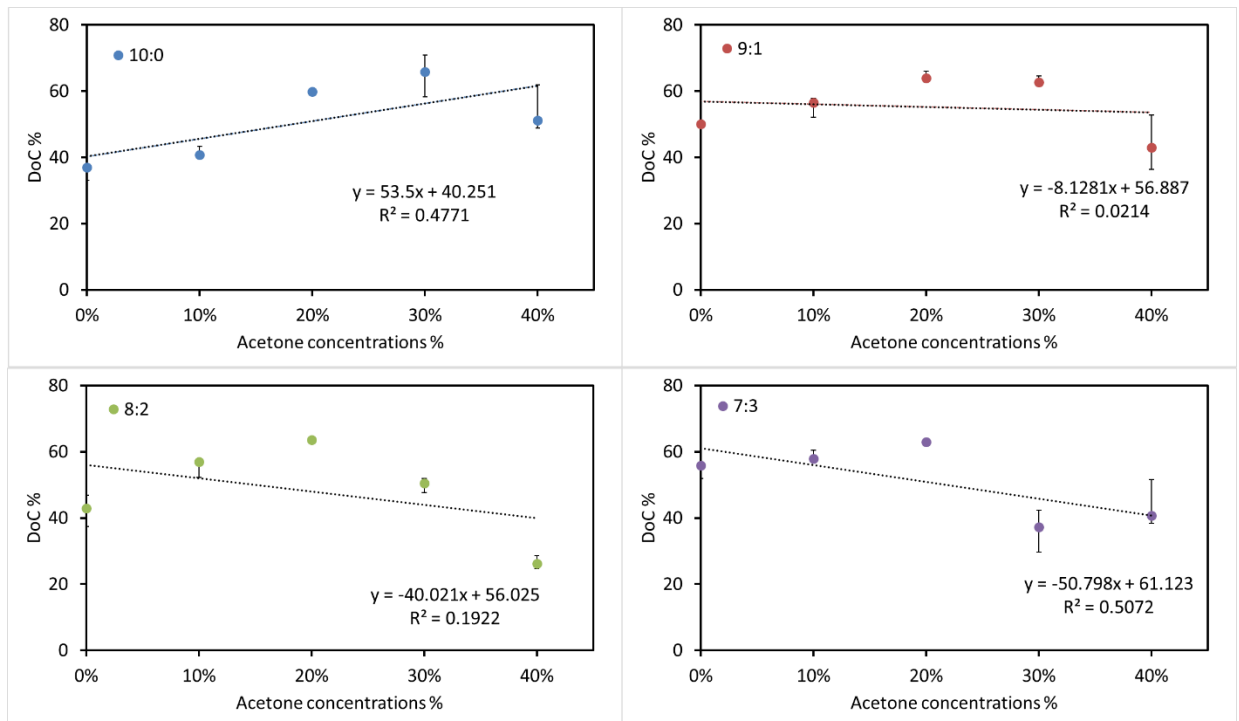 80
10:0
60
DoC %
40
y = 53.5x + 40.251
R² = 0.4771
20
0
0% 10% 20% 30% 40%
Acetone concentrations %
80
9:1
60
DoC %
40
y = -8.1281x + 56.887
R² = 0.0214
20
0
0% 10% 20% 30% 40%
Acetone concentrations %
80
8:2
60
DoC %
40
20
y = -40.021x + 56.025
R² = 0.1922
0
0% 10% 20% 30% 40%
Acetone concentrations %
80
7:3
60
DoC %
40
20
y = -50.798x + 61.123
R² = 0.5072
0
0% 10% 20% 30% 40%
Acetone concentrations %